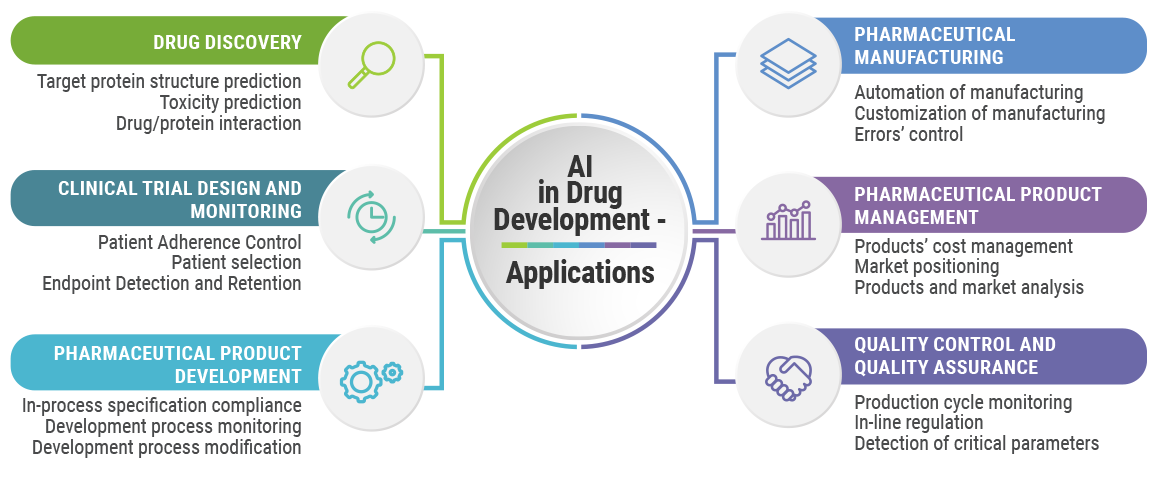 DRUG DISCOVERY
Target protein structure prediction
Toxicity prediction
Drug/protein interaction
CLINICAL TRIAL DESIGN AND
MONITORING
Patient Adherence Control
Patient selection
Endpoint Detection and Retention
PHARMACEUTICAL PRODUCT
DEVELOPMENT
In-process specification compliance
Development process monitoring
Development process modification
AI
in Drug
Development -
Applications
PHARMACEUTICAL
MANUFACTURING
Automation of manufacturing
Customization of manufacturing
Errors’ control
PHARMACEUTICAL PRODUCT
MANAGEMENT
Products’ cost management
Market positioning
Products and market analysis
QUALITY CONTROL AND
QUALITY ASSURANCE
Production cycle monitoring
In-line regulation
Detection of critical parameters